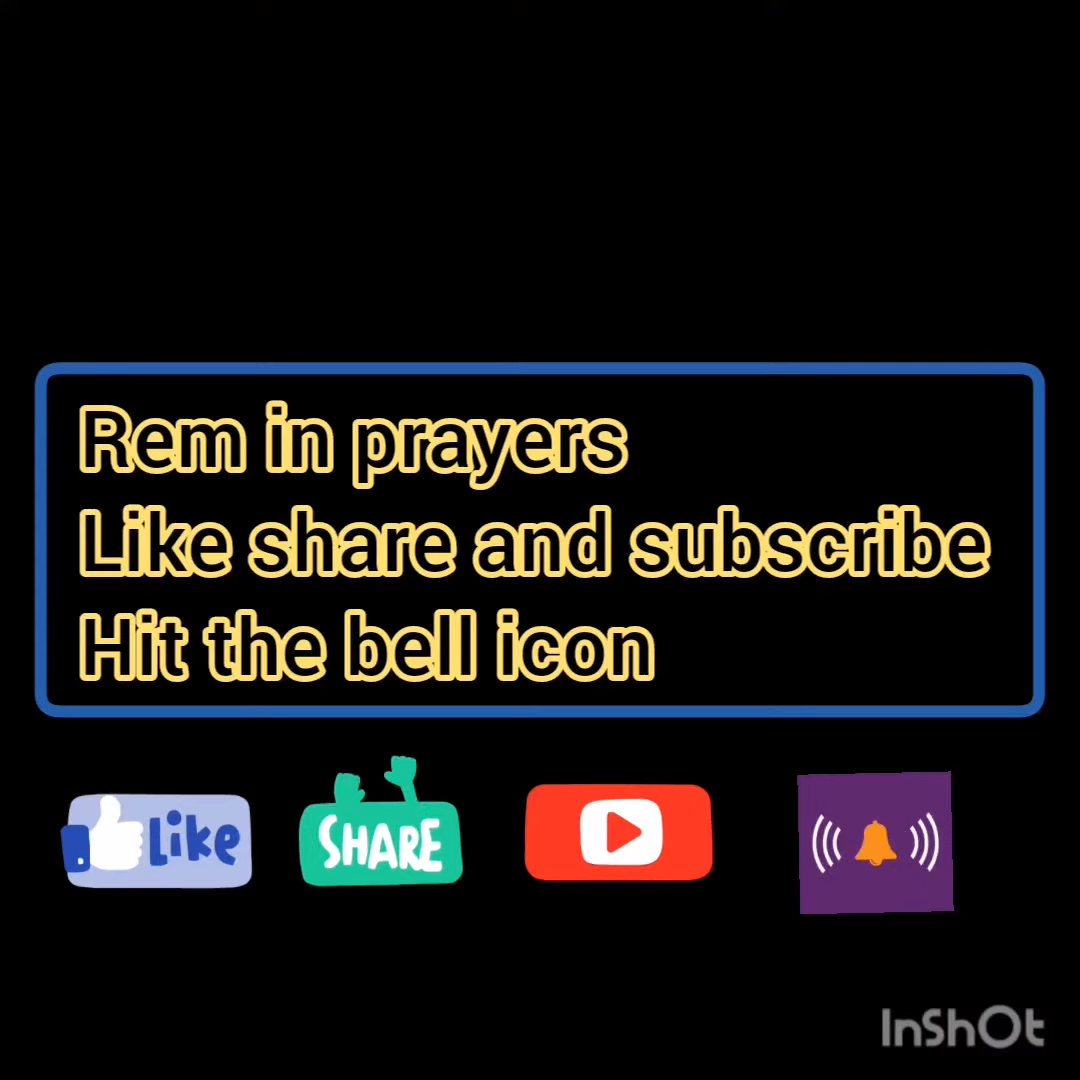 Rem in prayers
Like share and subscribe
Hit the bell icon
Like
SHARE
InShOt